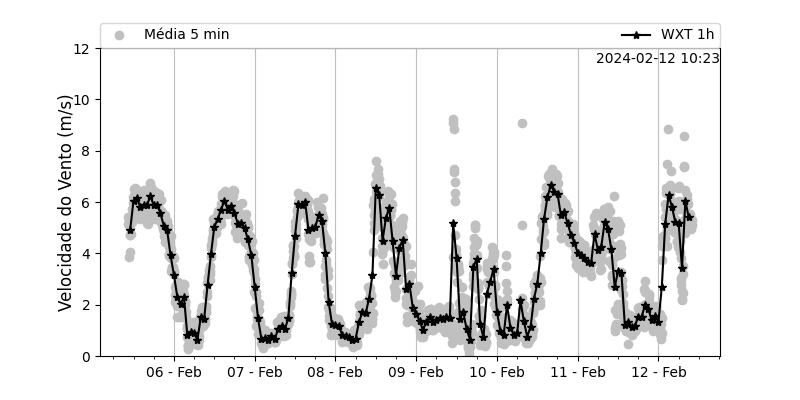 Média 5 min
WXT 1h
2024-02-12 10:23
Velocidade do Vento (m/s)
12
10
8
6
4
2
0
06 - Feb
07 - Feb
08 - Feb
09 - Feb
10 - Feb
11 - Feb
12 - Feb